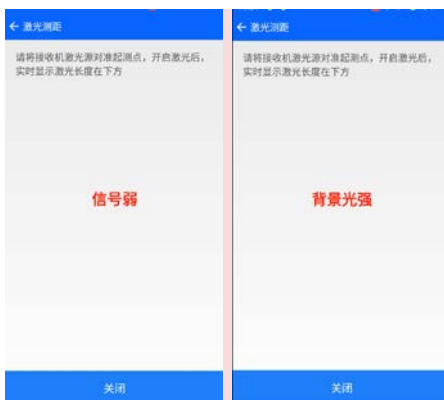 ← 激光测距
请将接收机激光源对准起测点，开启激光后，
实时显示激光长度在下方
信号弱
关闭
← 激光测距
请将接收机激光源对准起测点，开启激光后，
实时显示激光长度在下方
背景光强
关闭